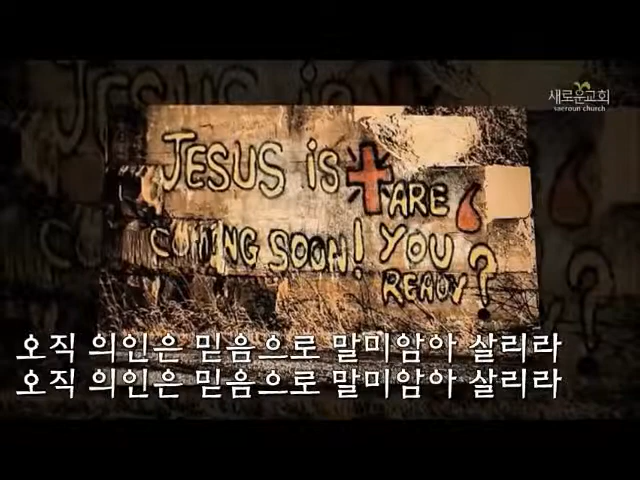 새로운교회
saeroun church
JESUS is
ARE
COMING SOON! YOU
READY?
오직 의인은 믿음으로 말미암아 살리라
오직 의인은 믿음으로 말미암아 살리라